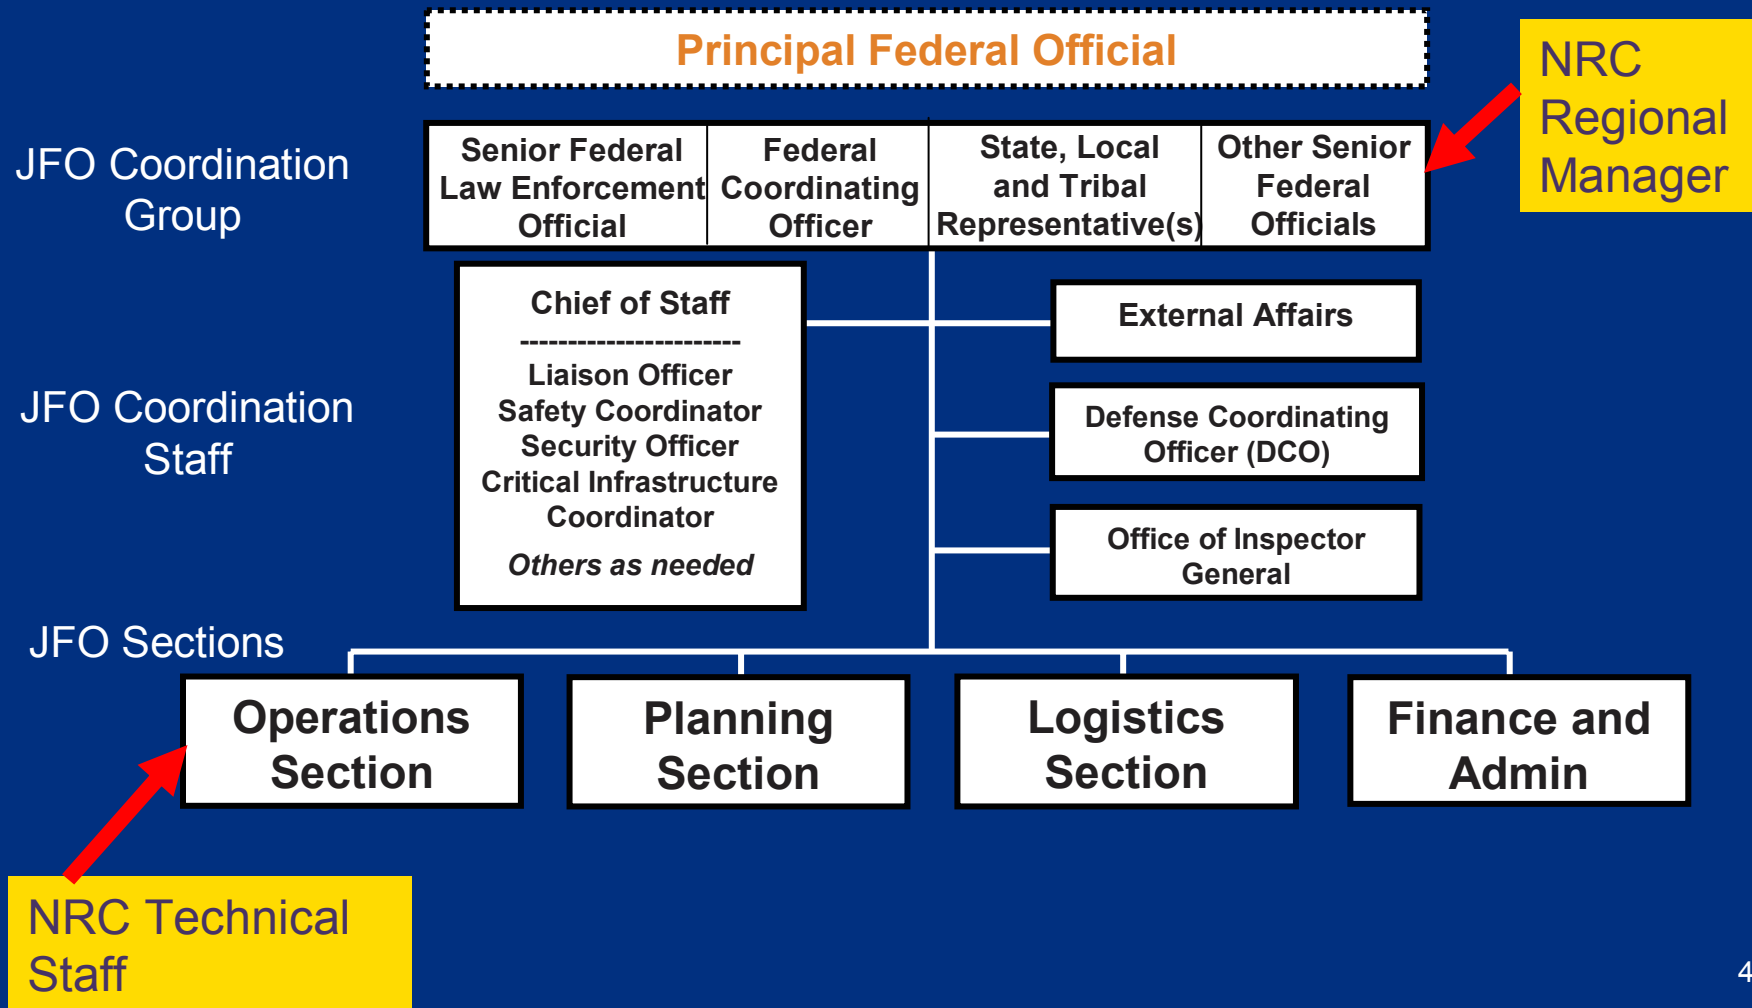 Principal Federal Official
NRC
Regional
Manager
JFO Coordination
Group
Senior Federal
Law Enforcement
Official
Federal
Coordinating
Officer
State, Local
and Tribal
Representative(s)
Other Senior
Federal
Officials
JFO Coordination
Staff
Chief of Staff
-----------------------
Liaison Officer
Safety Coordinator
Security Officer
Critical Infrastructure
Coordinator
Others as needed
External Affairs
Defense Coordinating
Officer (DCO)
Office of Inspector
General
JFO Sections
Operations
Section
Planning
Section
Logistics
Section
Finance and
Admin
NRC Technical
Staff
4